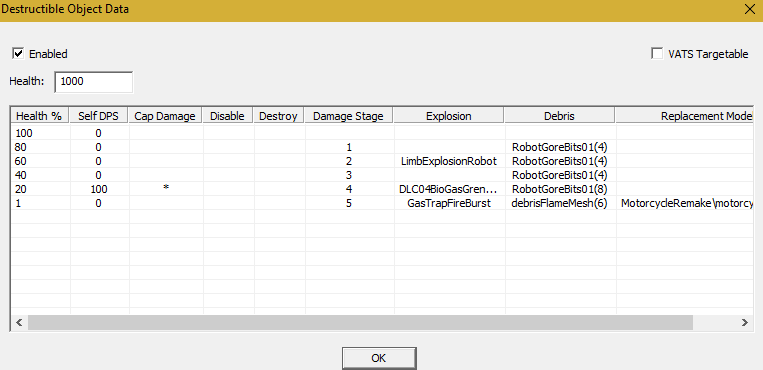 Destructible Object Data
Enabled VATS Targetable
Health: 1000
Health % Self DPS Cap Damage Disable Destroy Damage Stage Explosion Debris Replacement Model
100 0
80 0 1 RobotGoreBits01(4)
60 0 2 LimbExplosionRobot RobotGoreBits01(4)
40 0 3 RobotGoreBits01(4)
20 100 * 4 DLC04BioGasGren... RobotGoreBits01(8)
1 0 5 GasTrapFireBurst debrisFlameMesh(6) MotorcycleRemake\motorcy
OK